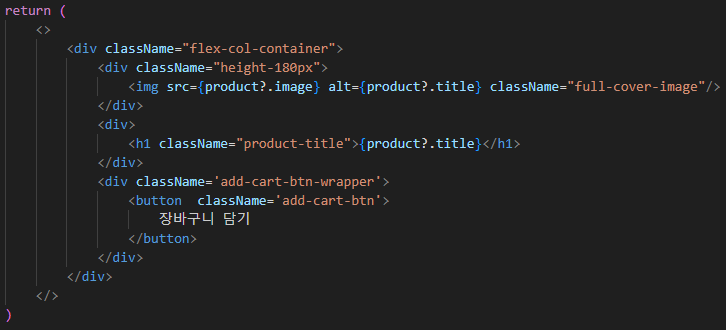 return (
<>
<div className="flex-col-container">
<div className="height-180px">
<img src={product?.image} alt={product?.title} className="full-cover-image"/>
</div>
<div>
<h1 className="product-title">{product?.title}</h1>
</div>
<div className='add-cart-btn-wrapper'>
<button  className='add-cart-btn'>
장바구니 담기
</button>
</div>
</div>
</>
)